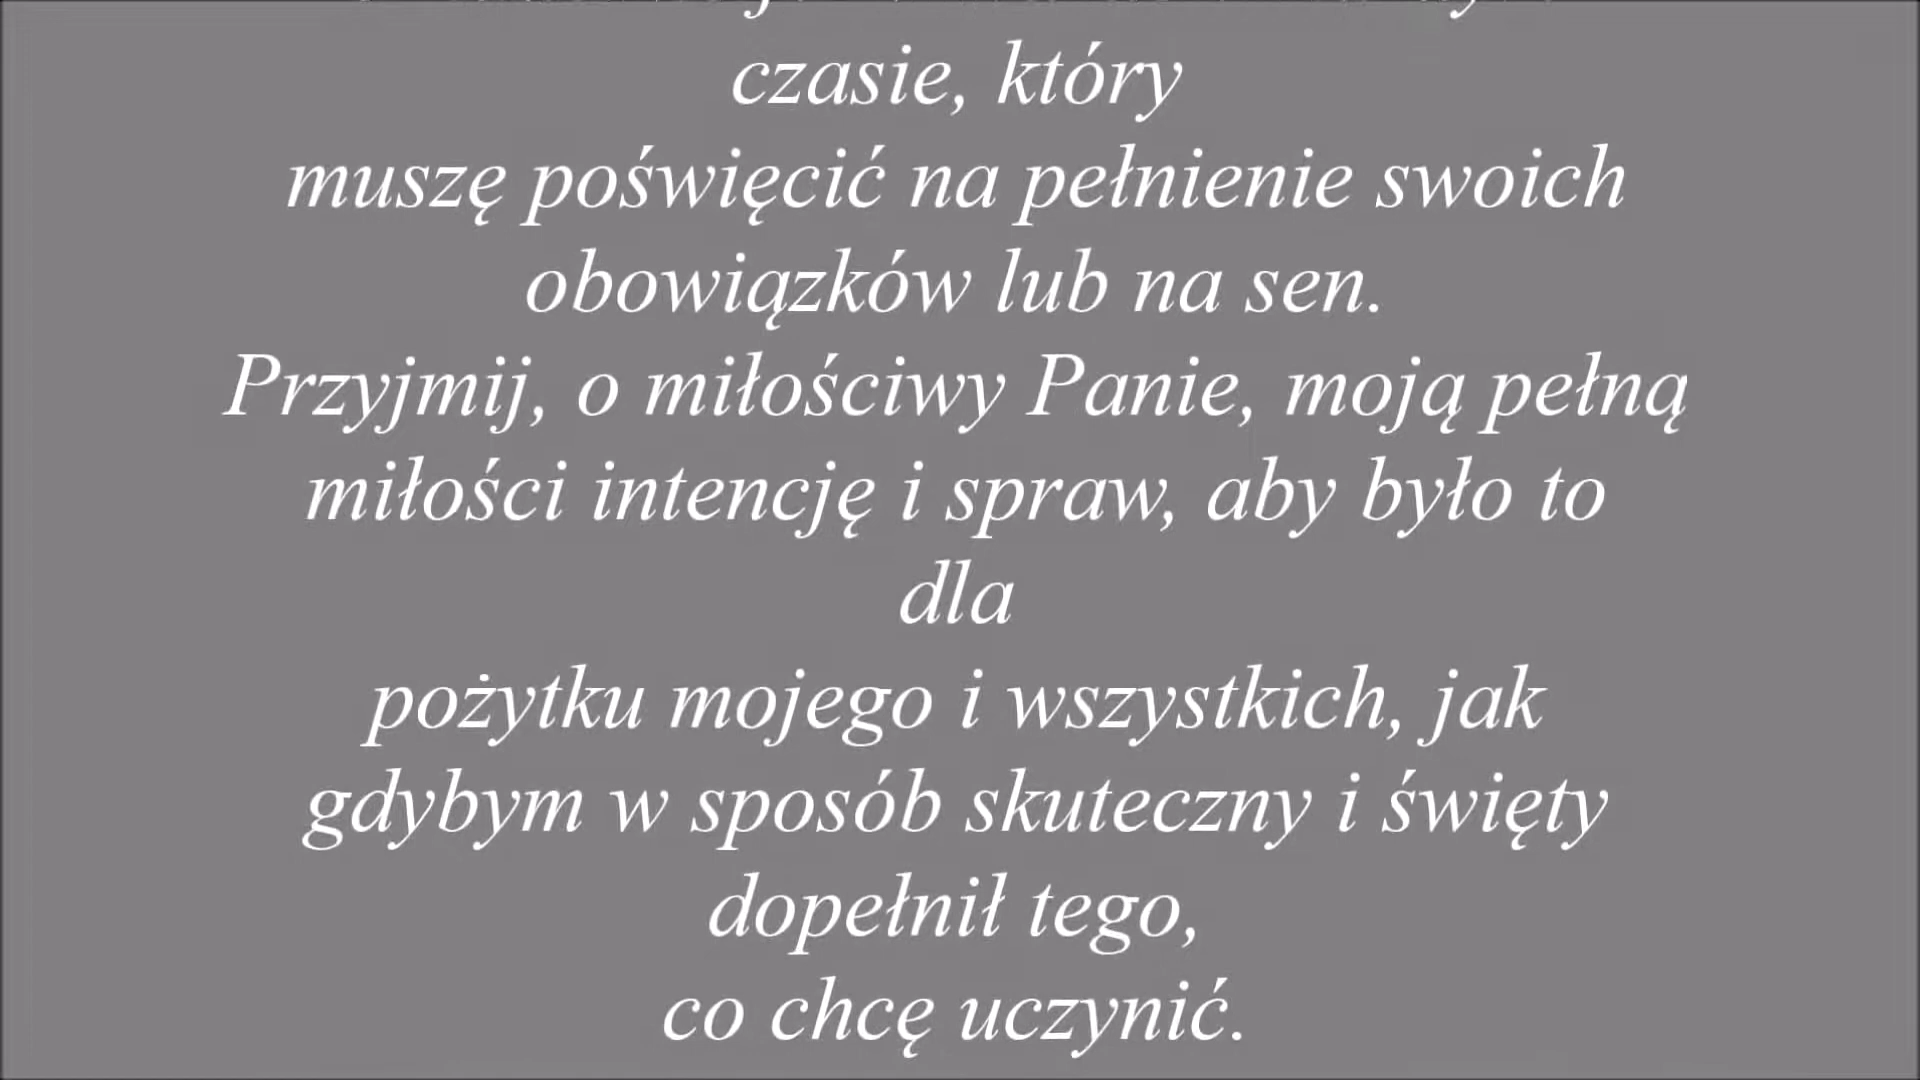 czasie, który
muszę poświęcić na pełnienie swoich
obowiązków lub na sen.
Przyjmij, o miłościwy Panie, moją pełną
miłości intencję i spraw, aby było to
dla
pożytku mojego i wszystkich, jak
gdybym w sposób skuteczny i święty
dopełnił tego,
co chcę uczynić.